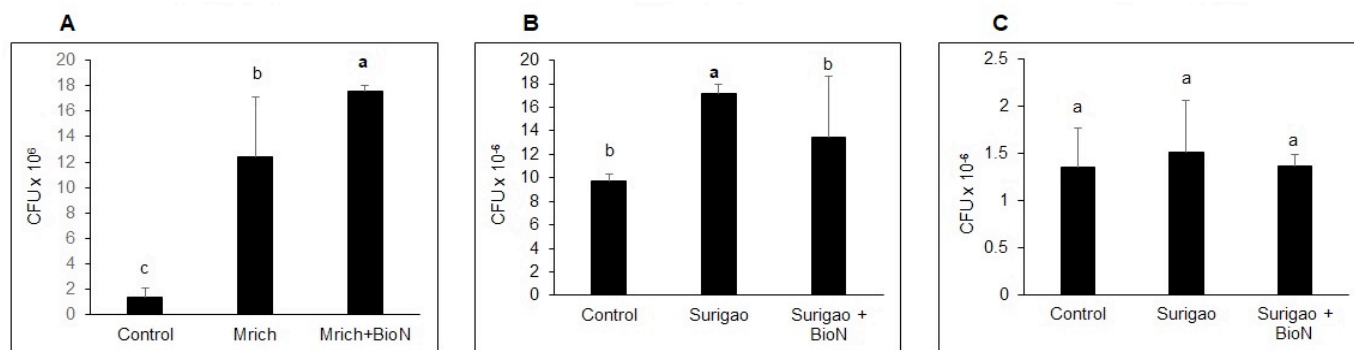 A
CFU x 10⁶
20
18
16
14
12
10
8
6
4
2
0
c
b
a
Control
Mrich
Mrich+BioN
B
CFU x 10⁻⁶
20
18
16
14
12
10
8
6
4
2
0
b
a
b
Control
Surigao
Surigao +
BioN
C
CFU x 10⁻⁶
2.5
2
1.5
1
0.5
0
a
a
a
Control
Surigao
Surigao +
BioN